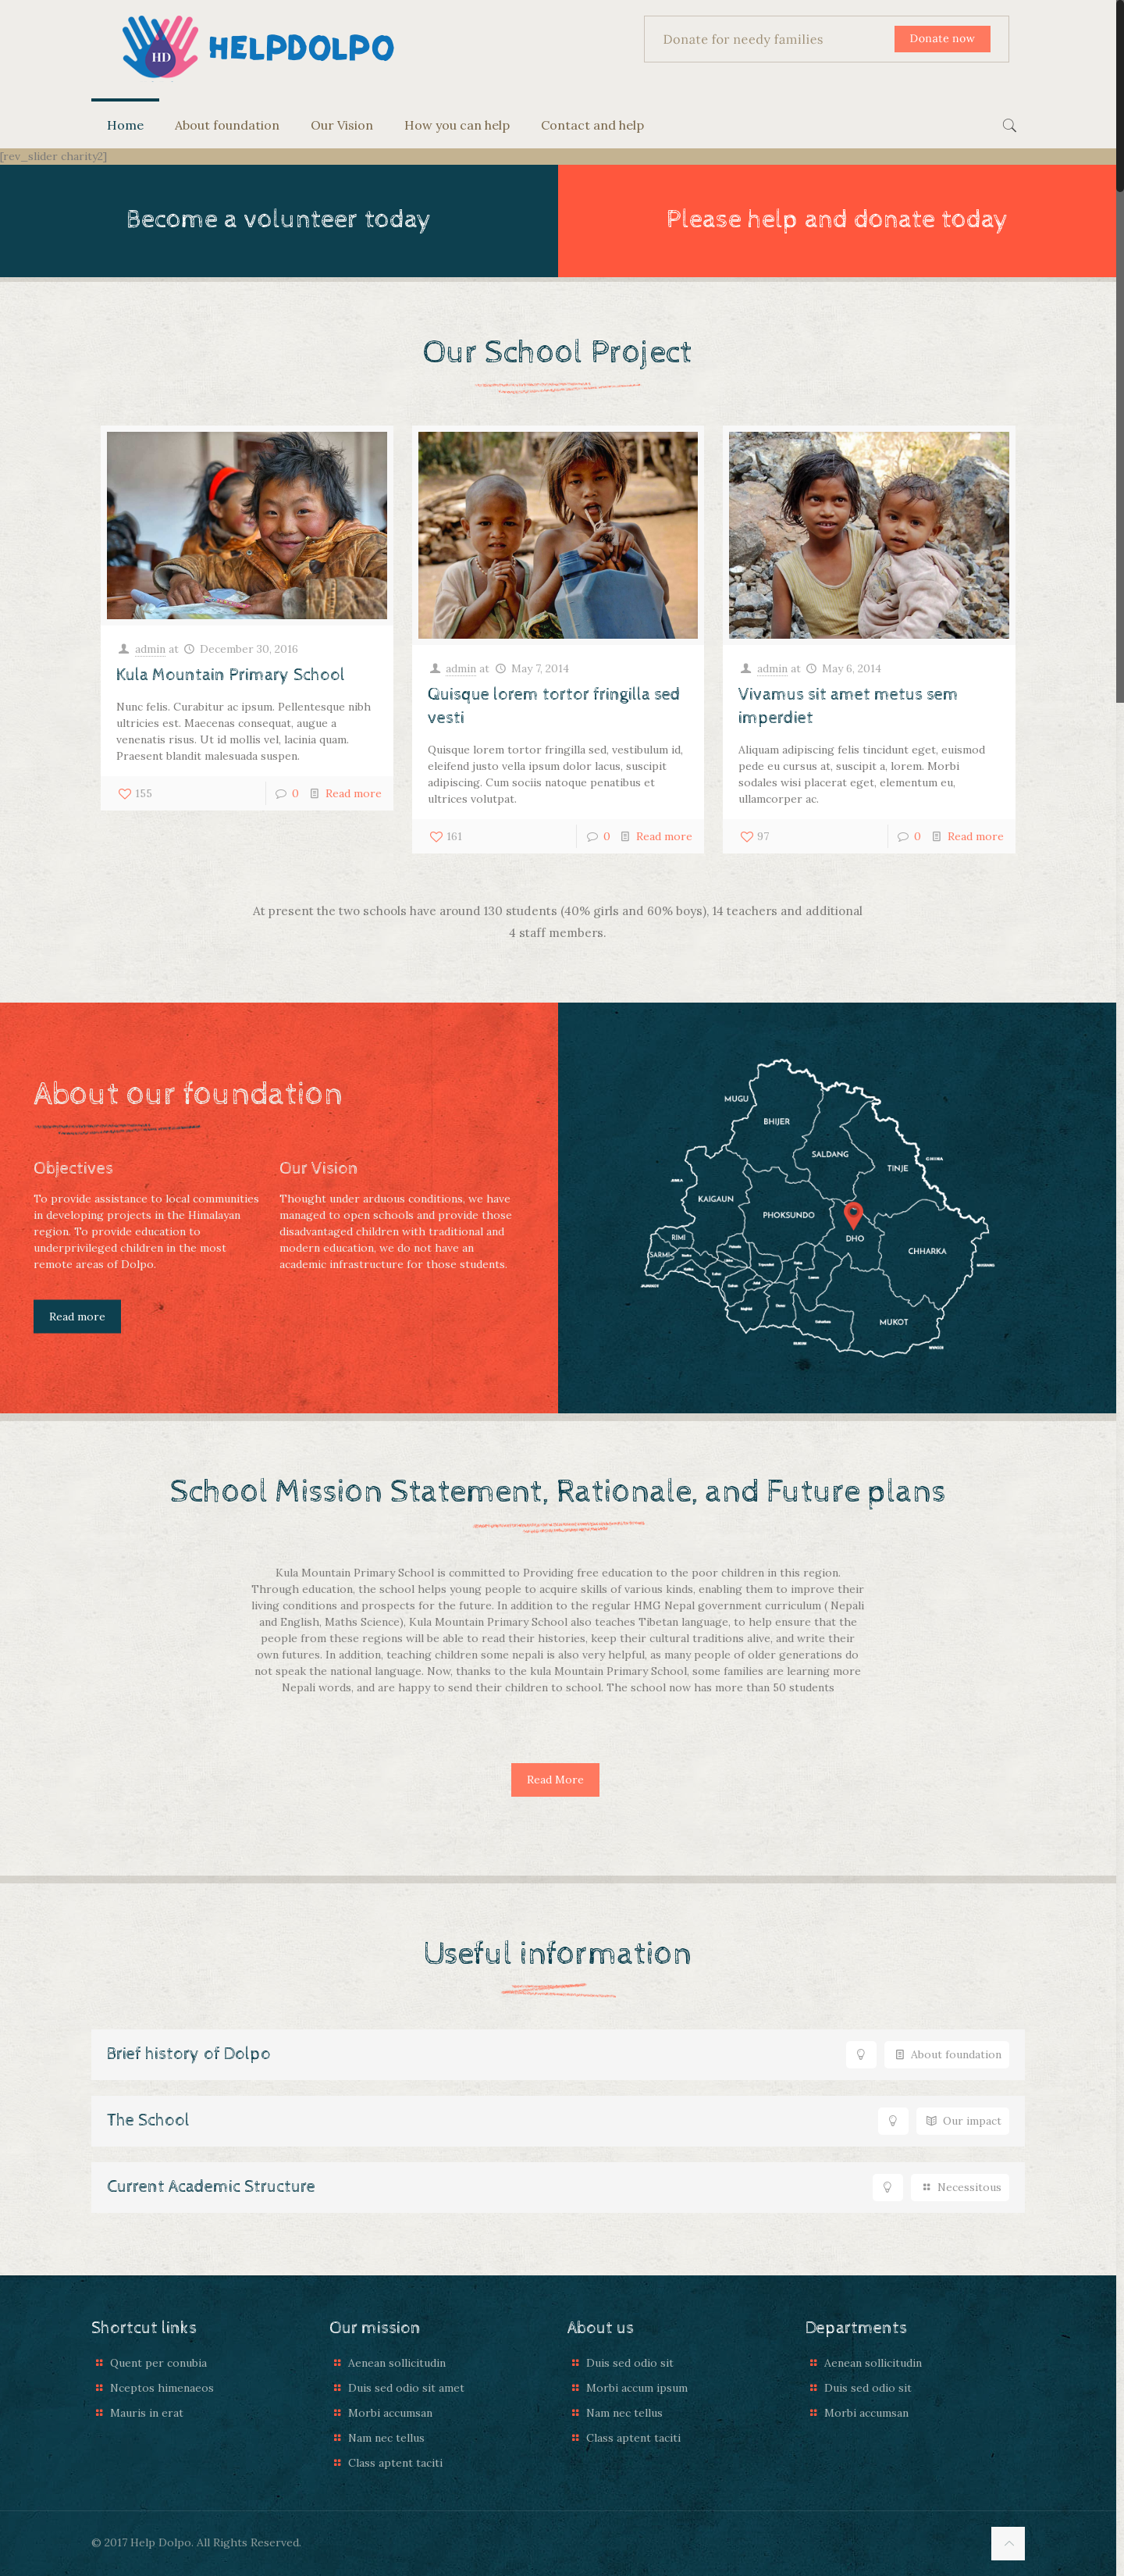 HD HELPDOLPO
Donate for needy families
Donate now
Home About foundation Our Vision How you can help Contact and help
[rev_slider charity2]
Become a volunteer today
Please help and donate today
Our School Project
admin at December 30, 2016
Kula Mountain Primary School
Nunc felis. Curabitur ac ipsum. Pellentesque nibh
ultricies est. Maecenas consequat, augue a
venenatis risus. Ut id mollis vel, lacinia quam.
Praesent blandit malesuada suspen.
155 0 Read more
admin at May 7, 2014
Quisque lorem tortor fringilla sed
vesti
Quisque lorem tortor fringilla sed, vestibulum id,
eleifend justo vella ipsum dolor lacus, suscipit
adipiscing. Cum sociis natoque penatibus et
ultrices volutpat.
161 0 Read more
admin at May 6, 2014
Vivamus sit amet metus sem
imperdiet
Aliquam adipiscing felis tincidunt eget, euismod
pede eu cursus at, suscipit a, lorem. Morbi
sodales wisi placerat eget, elementum eu,
ullamcorper ac.
97 0 Read more
At present the two schools have around 130 students (40% girls and 60% boys), 14 teachers and additional
4 staff members.
About our foundation
Objectives
To provide assistance to local communities
in developing projects in the Himalayan
region. To provide education to
underprivileged children in the most
remote areas of Dolpo.
Our Vision
Thought under arduous conditions, we have
managed to open schools and provide those
disadvantaged children with traditional and
modern education, we do not have an
academic infrastructure for those students.
Read more
MUGU
BHIJER
SALDANG
CHINA
TINJE
KAIGAUN
PHOKSUNDO
RIMI
DHO
SARMI
CHHARKA
MUKOT
School Mission Statement, Rationale, and Future plans
Kula Mountain Primary School is committed to Providing free education to the poor children in this region.
Through education, the school helps young people to acquire skills of various kinds, enabling them to improve their
living conditions and prospects for the future. In addition to the regular HMG Nepal government curriculum ( Nepali
and English, Maths Science), Kula Mountain Primary School also teaches Tibetan language, to help ensure that the
people from these regions will be able to read their histories, keep their cultural traditions alive, and write their
own futures. In addition, teaching children some nepali is also very helpful, as many people of older generations do
not speak the national language. Now, thanks to the kula Mountain Primary School, some families are learning more
Nepali words, and are happy to send their children to school. The school now has more than 50 students
Read More
Useful information
Brief history of Dolpo
About foundation
The School
Our impact
Current Academic Structure
Necessitous
Shortcut links
Quent per conubia
Nceptos himenaeos
Mauris in erat
Our mission
Aenean sollicitudin
Duis sed odio sit amet
Morbi accumsan
Nam nec tellus
Class aptent taciti
About us
Duis sed odio sit
Morbi accum ipsum
Nam nec tellus
Class aptent taciti
Departments
Aenean sollicitudin
Duis sed odio sit
Morbi accumsan
© 2017 Help Dolpo. All Rights Reserved.